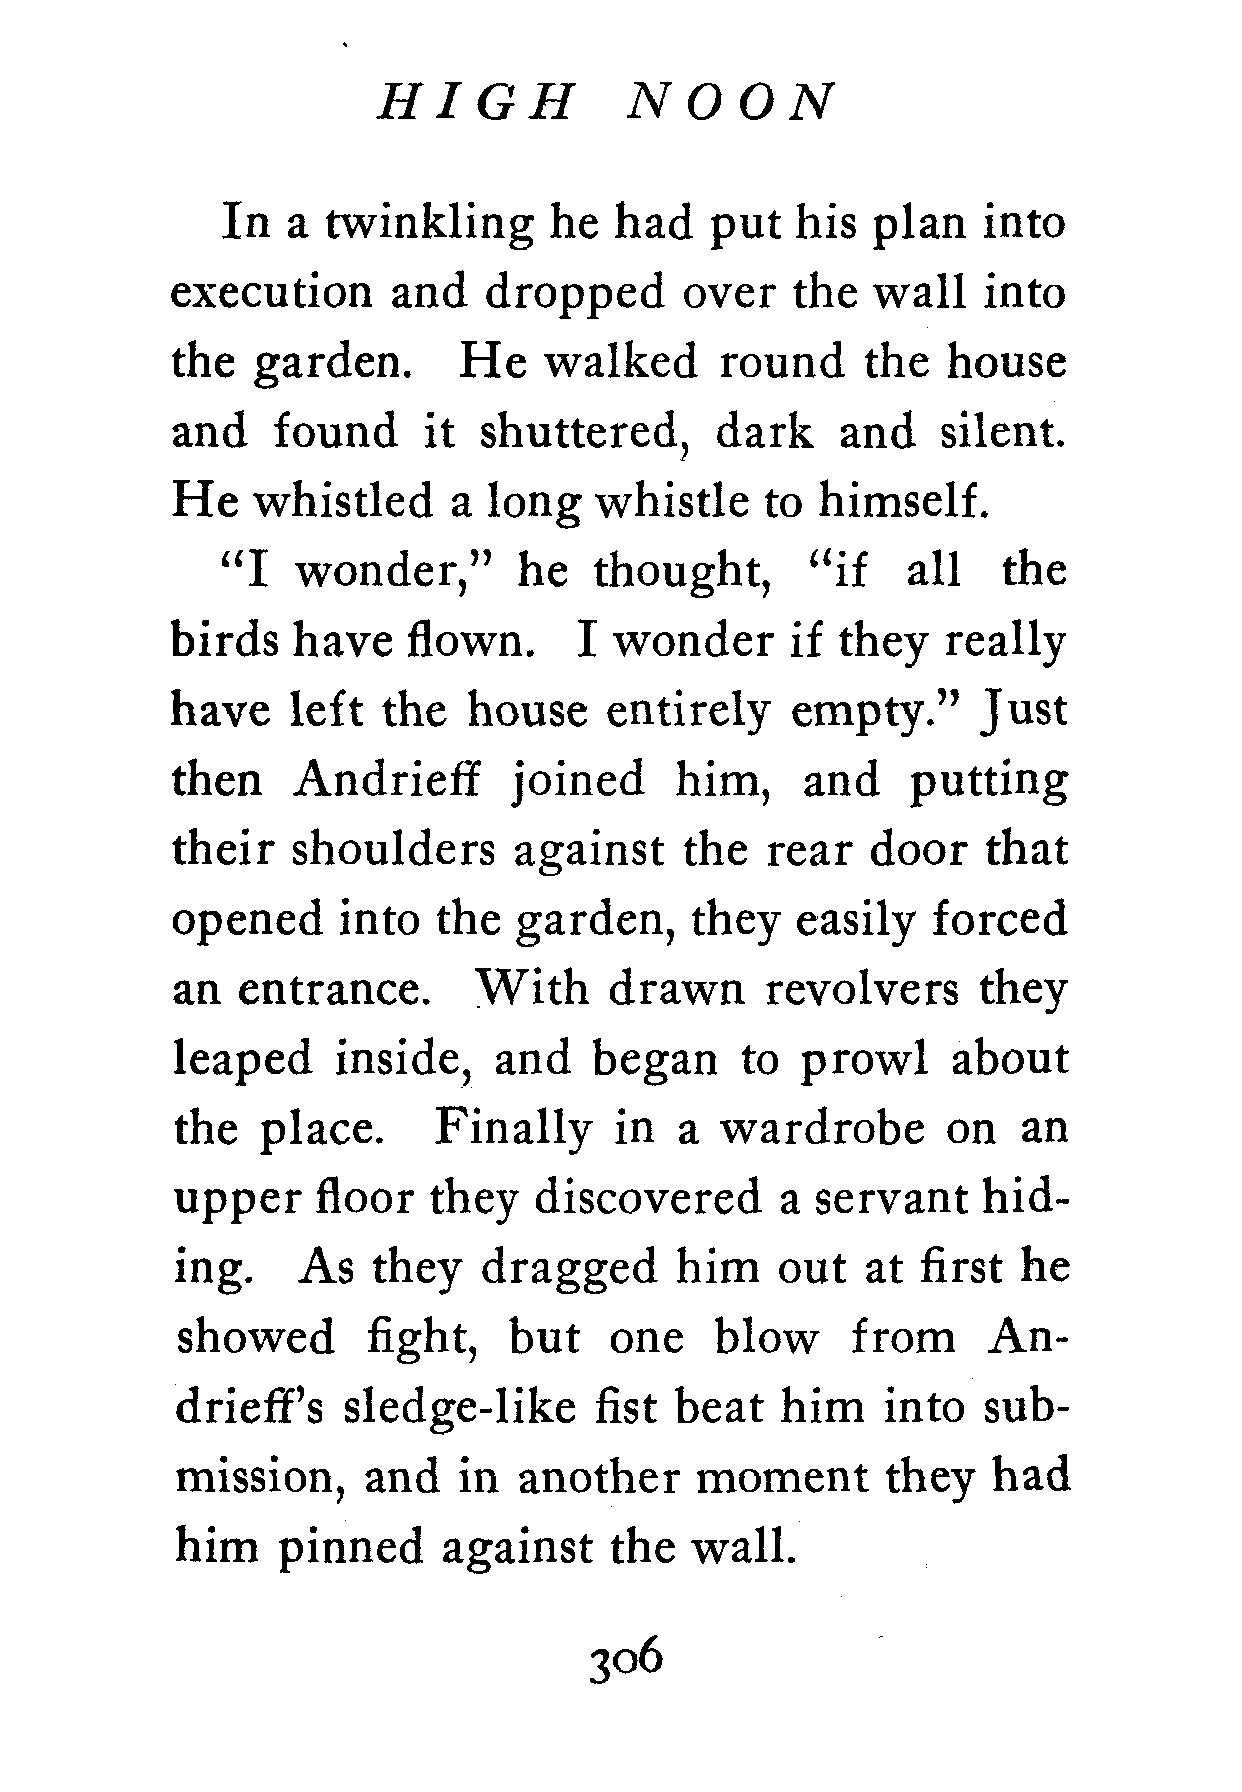 HIGH NOON
In a twinkling he had put his plan into
execution and dropped over the wall into
the garden. He walked round the house
and found it shuttered, dark and silent.
He whistled a long whistle to himself.
“I wonder,” he thought, “if all the
birds have flown. I wonder if they really
have left the house entirely empty.” Just
then Andrieff joined him, and putting
their shoulders against the rear door that
opened into the garden, they easily forced
an entrance. With drawn revolvers they
leaped inside, and began to prowl about
the place. Finally in a wardrobe on an
upper floor they discovered a servant hid-
ing. As they dragged him out at first he
showed fight, but one blow from An-
drieff’s sledge-like fist beat him into sub-
mission, and in another moment they had
him pinned against the wall.
306